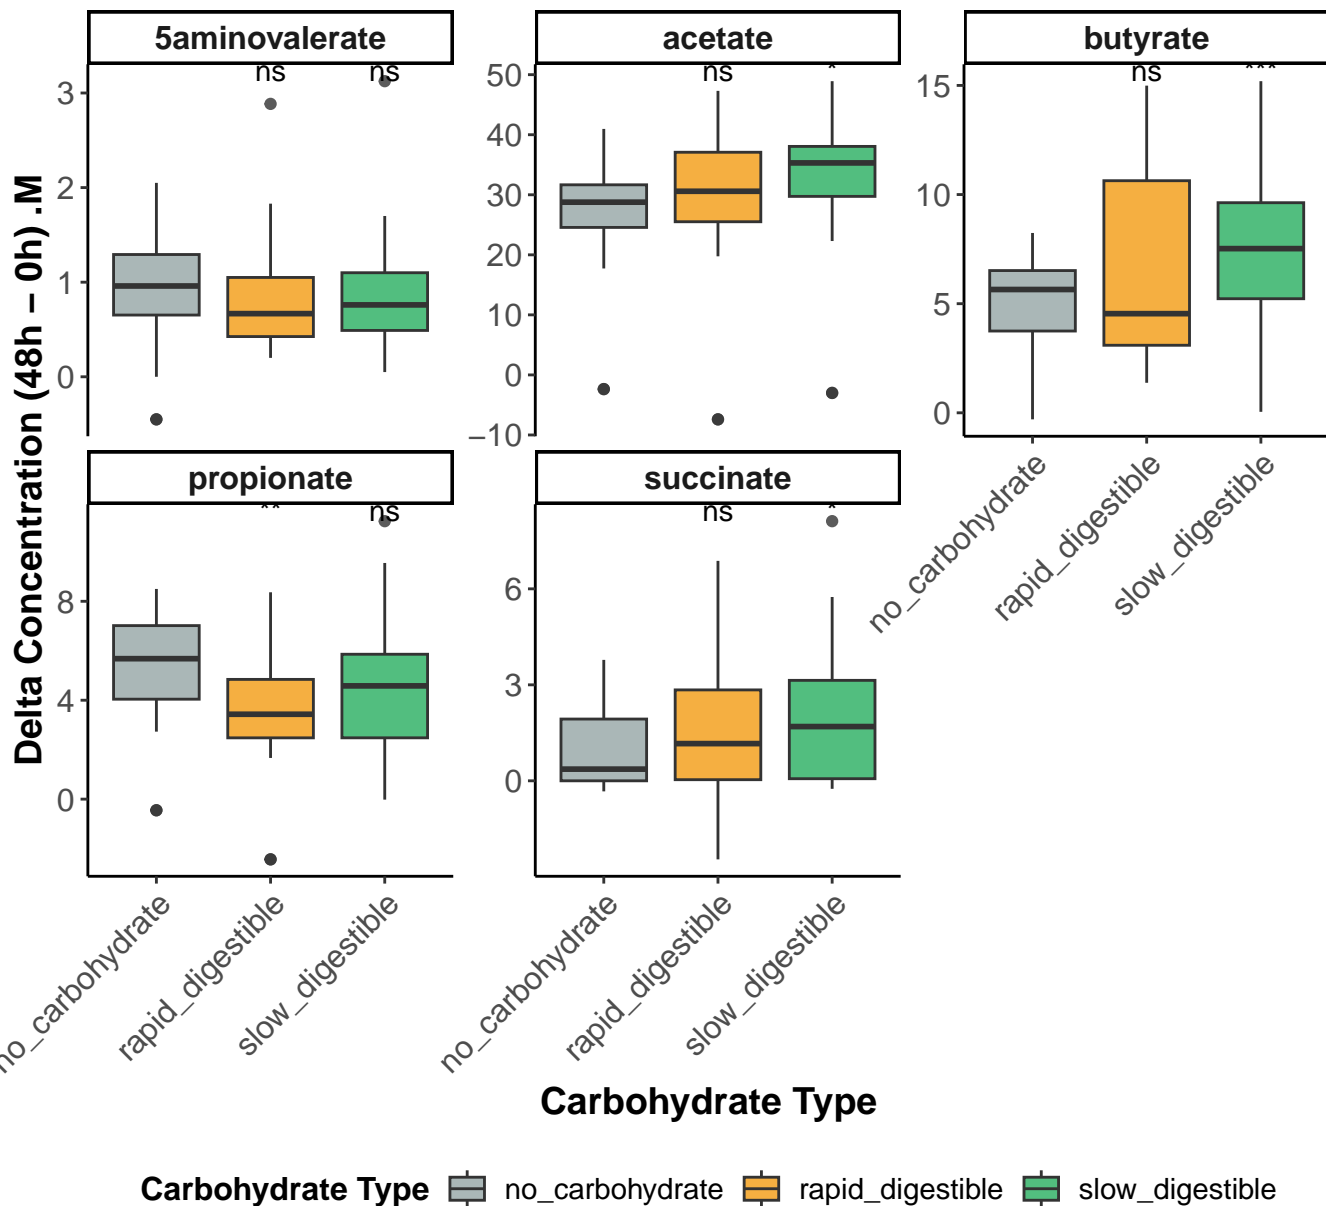 5aminovalerate
acetate
butyrate
ns
ns
ns
*
ns
***
3
2
1
0
50
40
30
20
10
0
−10
15
10
5
0
Delta Concentration (48h − 0h) .M
propionate
succinate
**
ns
ns
*
8
4
0
6
3
0
no_carbohydrate
rapid_digestible
slow_digestible
no_carbohydrate
rapid_digestible
slow_digestible
no_carbohydrate
rapid_digestible
slow_digestible
Carbohydrate Type
Carbohydrate Type no_carbohydrate rapid_digestible slow_digestible